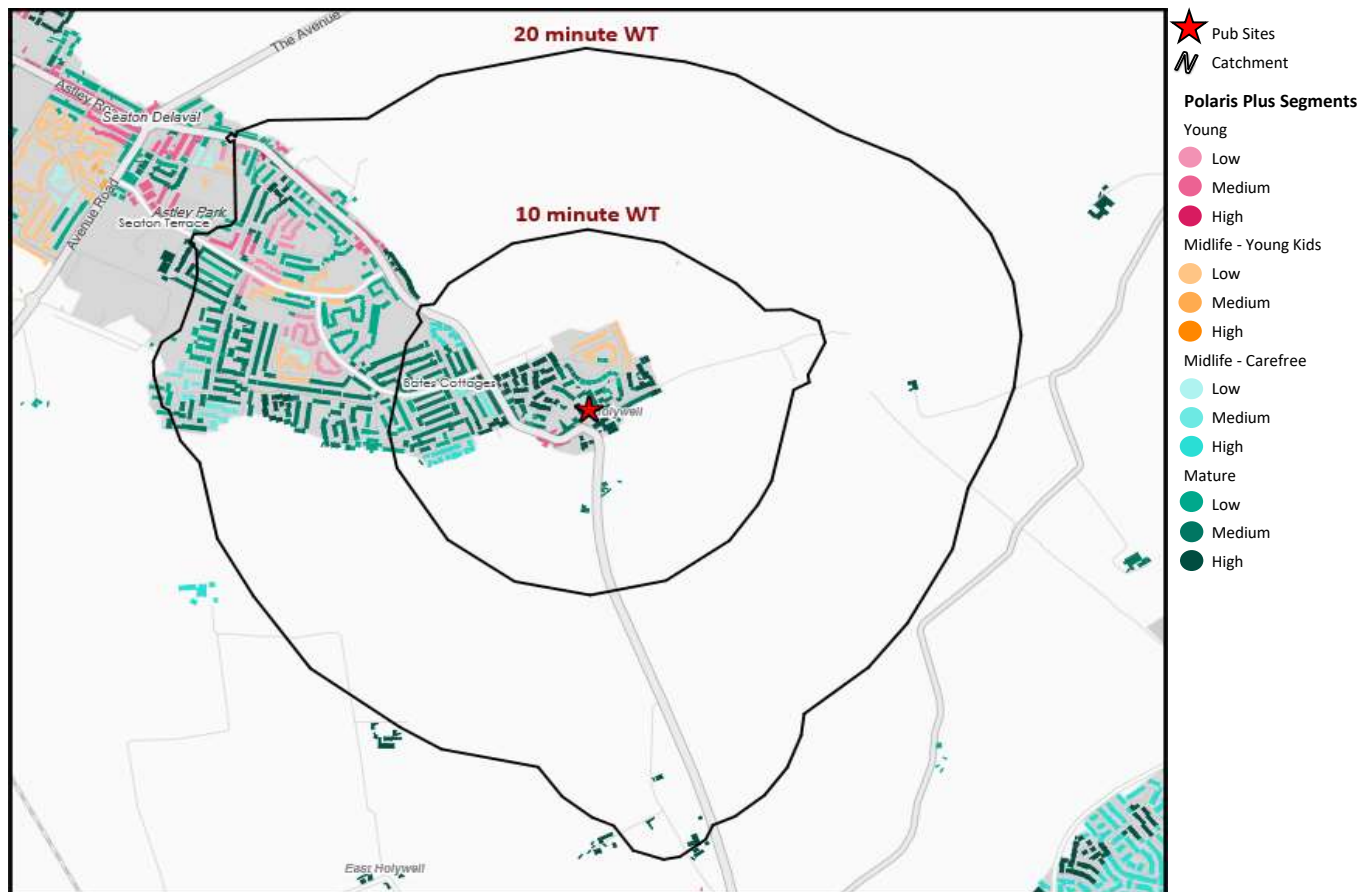 20 minute WT
The Avenue
Astley Ro
Seaton Delaval
Avenue Road
Astley Park
Seaton Terrace
10 minute WT
Bates Cottages
olywell
East Holywell
Pub Sites
Catchment
Polaris Plus Segments
Young
Low
Medium
High
Midlife - Young Kids
Low
Medium
High
Midlife - Carefree
Low
Medium
High
Mature
Low
Medium
High